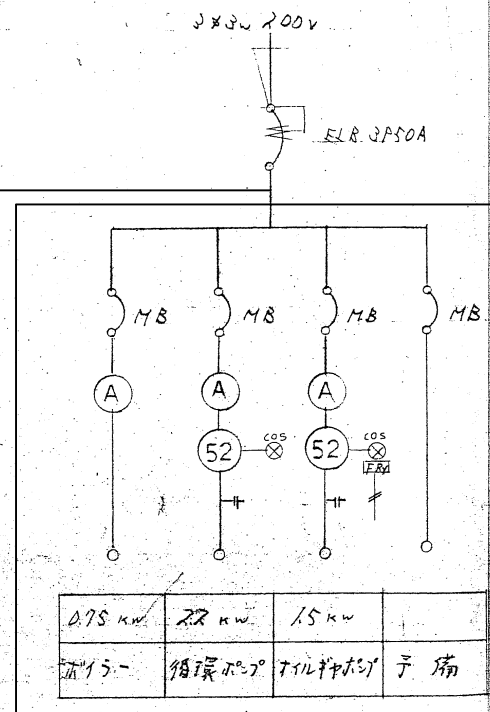 3φ3w 200V
ELB 3P50A
MB MB MB MB
A A A
52 COS 52 COS
ERy
0.75 KW 2.2 KW 1.5 KW
ボイラー 循環ポンプ オイルギヤポンプ 予備